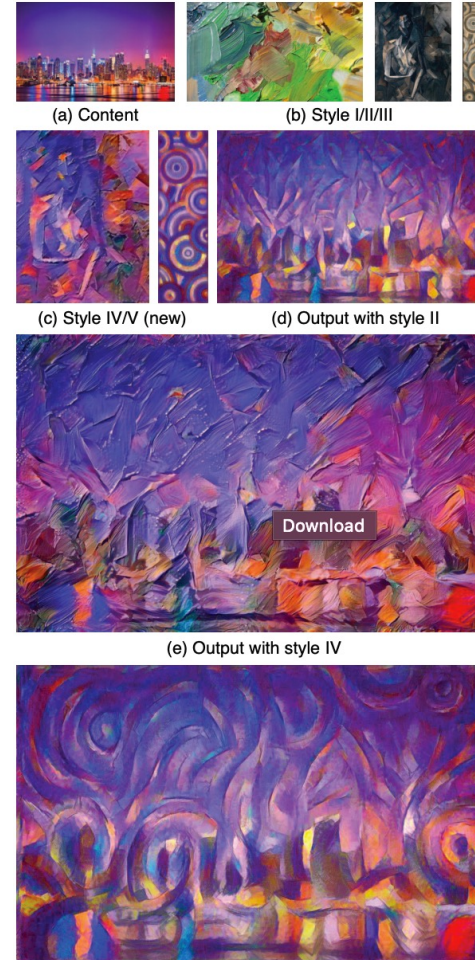 (a) Content
(b) Style I/II/III
(c) Style IV/V (new)
(d) Output with style II
Download
(e) Output with style IV